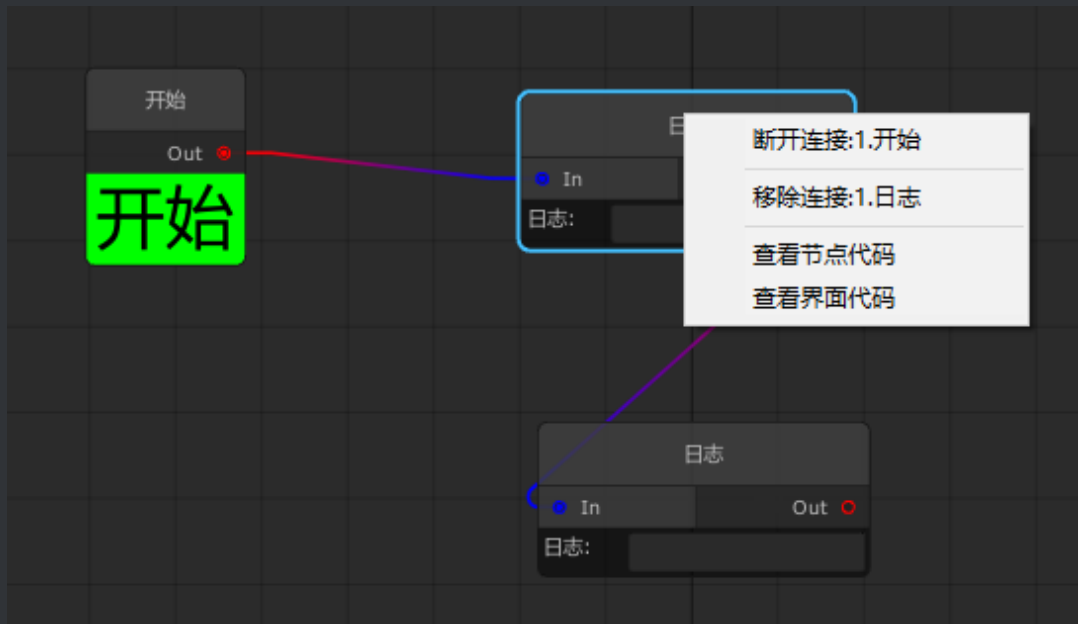 开始
Out
开始
日
In
日志:
断开连接:1.开始
移除连接:1.日志
查看节点代码
查看界面代码
日志
In Out
日志: